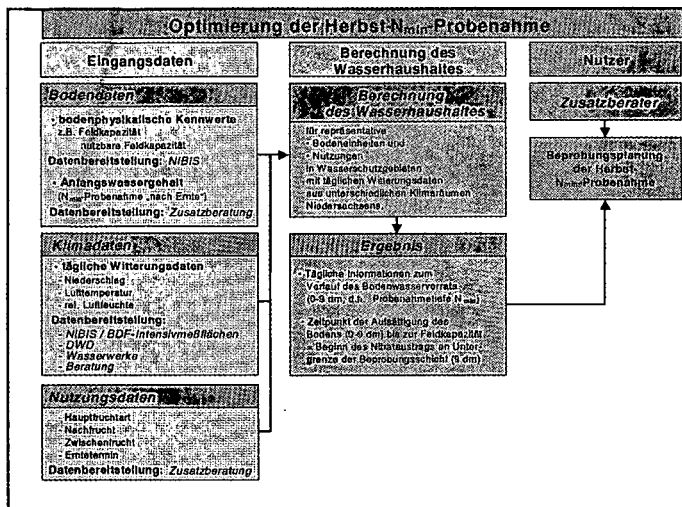 Optimierung der Herbst-Nmin-Probenahme
Eingangsdaten
Bodendaten
- bodenphysikalische Kennwerte
z.B. Feldkapazität
nutzbare Feldkapazität
Datenbereitstellung: NIBIS
- Anfangswassergehalt
(Nmin-Probenahme „nach Ernte")
Datenbereitstellung: Zusatzberatung
Klimadaten
- tägliche Witterungsdaten
- Niederschlag
- Lufttemperatur
- rel. Luftfeuchte
Datenbereitstellung:
NIBIS / BDF-Intensivmeßflächen
DWD
Wasserwerke
Beratung
Nutzungsdaten
- Hauptfruchtart
- Nachfrucht
- Zwischenfrucht
- Erntetermin
Datenbereitstellung: Zusatzberatung
Berechnung des
Wasserhaushaltes
Berechnung
des Wasserhaushaltes
für repräsentative
- Bodeneinheiten und
- Nutzungen
in Wasserschutzgebieten
mit täglichen Witterungsdaten
aus unterschiedlichen Klimaräumen
Niedersachsens
Ergebnis
- Tägliche Informationen zum
Verlauf des Bodenwasservorrats
(0-9 dm, d.h. Probenahmetiefe Nmin)
- Zeitpunkt der Aufsättigung des
Bodens (0-9 dm) bis zur Feldkapazität
= Beginn des Nitrataustrags an Unter-
grenze der Beprobungsschicht (9 dm)
Nutzer
Zusatzberater
Beprobungsplanung
der Herbst-
Nmin-Probenahme